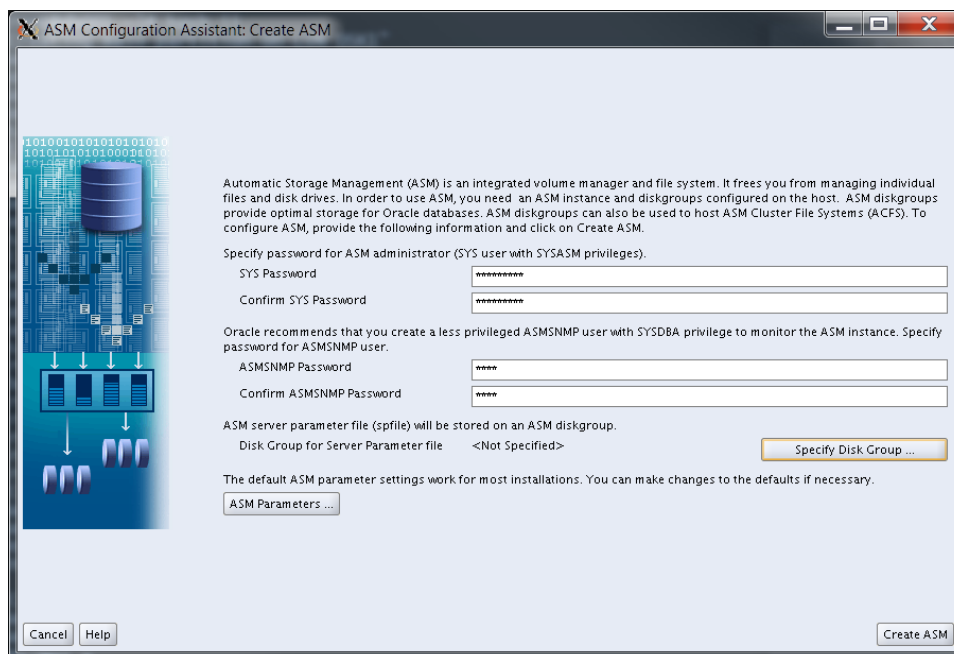 ASM Configuration Assistant: Create ASM
10100101010101010
Automatic Storage Management (ASM) is an integrated volume manager and file system. It frees you from managing individual
files and disk drives. In order to use ASM, you need an ASM instance and diskgroups configured on the host. ASM diskgroups
provide optimal storage for Oracle databases. ASM diskgroups can also be used to host ASM Cluster File Systems (ACFS). To
configure ASM, provide the following information and click on Create ASM.
Specify password for ASM administrator (SYS user with SYSASM privileges).
SYS Password *********
Confirm SYS Password *********
Oracle recommends that you create a less privileged ASMSNMP user with SYSDBA privilege to monitor the ASM instance. Specify
password for ASMSNMP user.
ASMSNMP Password ****
Confirm ASMSNMP Password ****
ASM server parameter file (spfile) will be stored on an ASM diskgroup.
Disk Group for Server Parameter file <Not Specified> Specify Disk Group ...
The default ASM parameter settings work for most installations. You can make changes to the defaults if necessary.
ASM Parameters ...
Cancel Help Create ASM